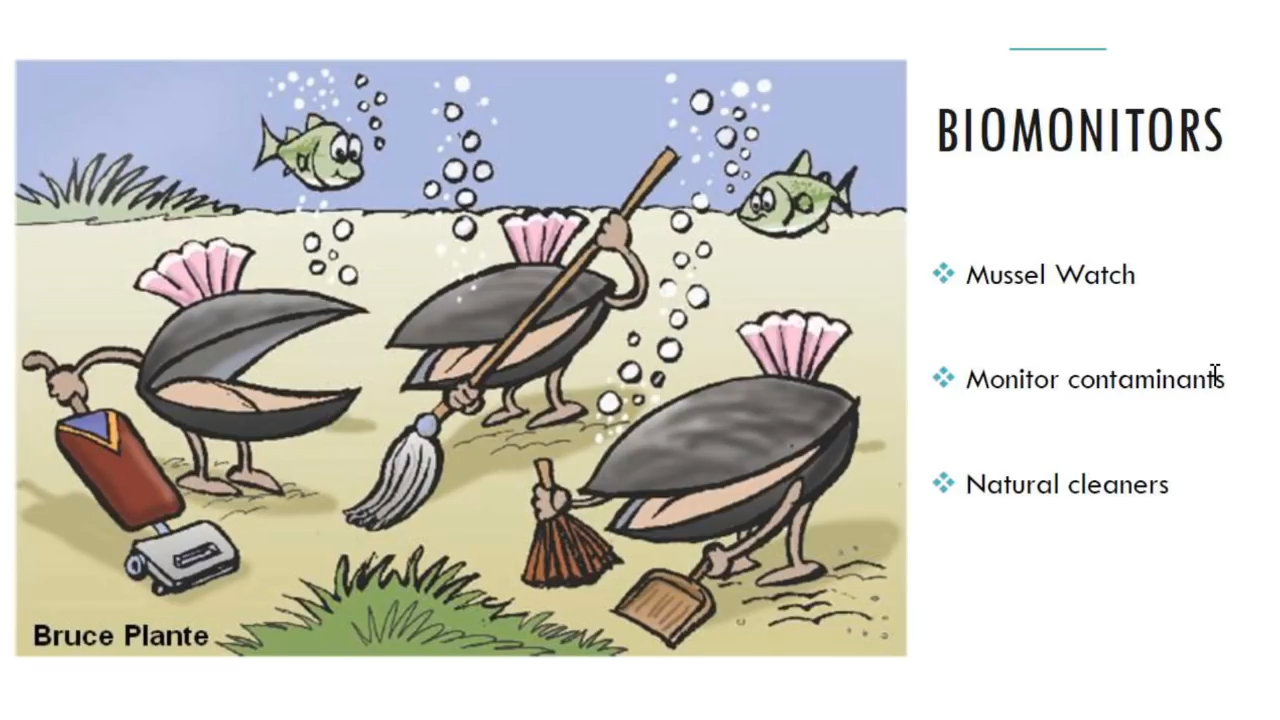 BIOMONITORS
Mussel Watch
Monitor contaminants
Natural cleaners
Bruce Plante